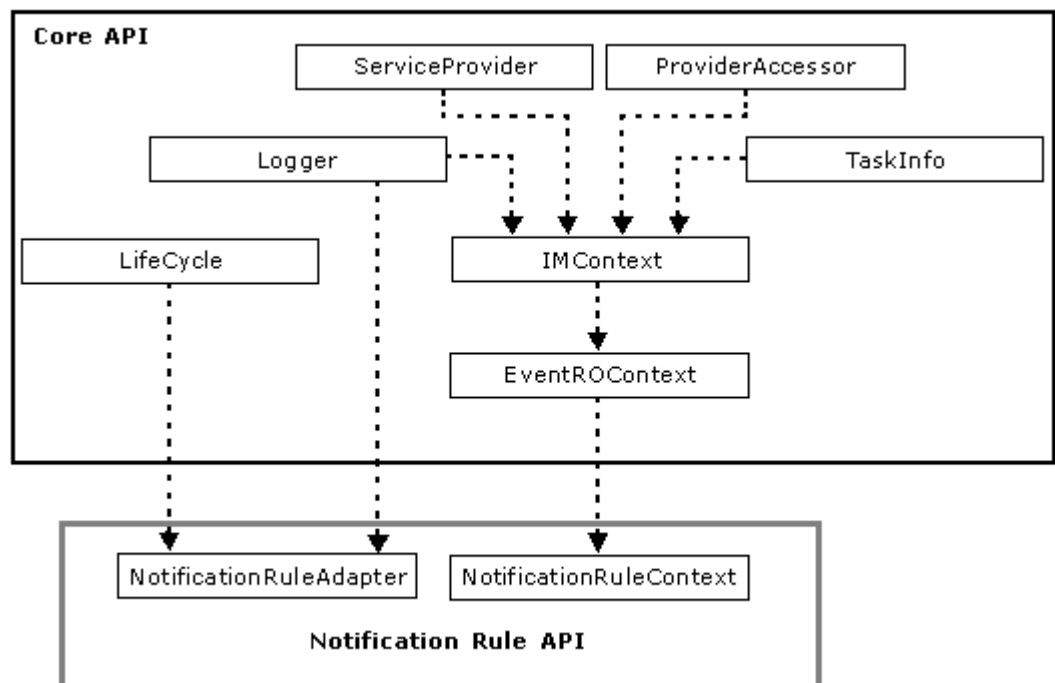 Core API
ServiceProvider
ProviderAccessor
Logger
TaskInfo
LifeCycle
IMContext
EventROContext
NotificationRuleAdapter
NotificationRuleContext
Notification Rule API